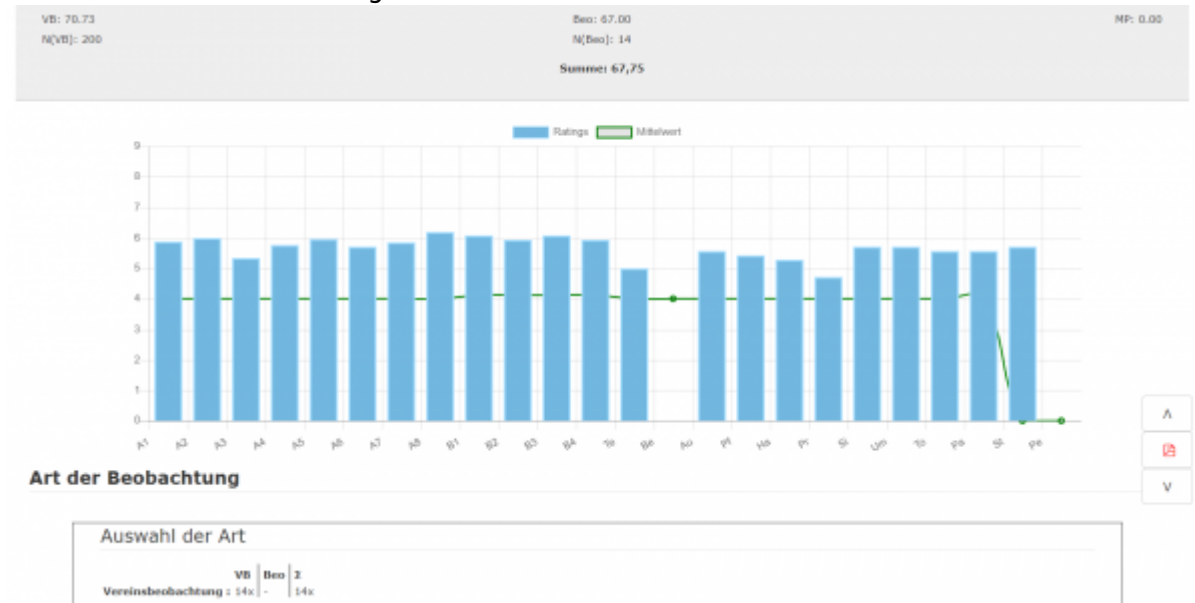 VB: 70.73 Beo: 67.00 MP: 0.00
N(VB): 200 N(Beo): 14
Summe: 67,75
Ratings Mittelwert
9
8
7
6
5
4
3
2
1
0
A1 A2 A3 A4 A5 A6 A7 A8 B1 B2 B3 B4 Te Be Au Pf Ha Pr Si Um To Pa St Pe
Art der Beobachtung
Auswahl der Art
VB Beo Σ
Vereinsbeobachtung : 14x - 14x